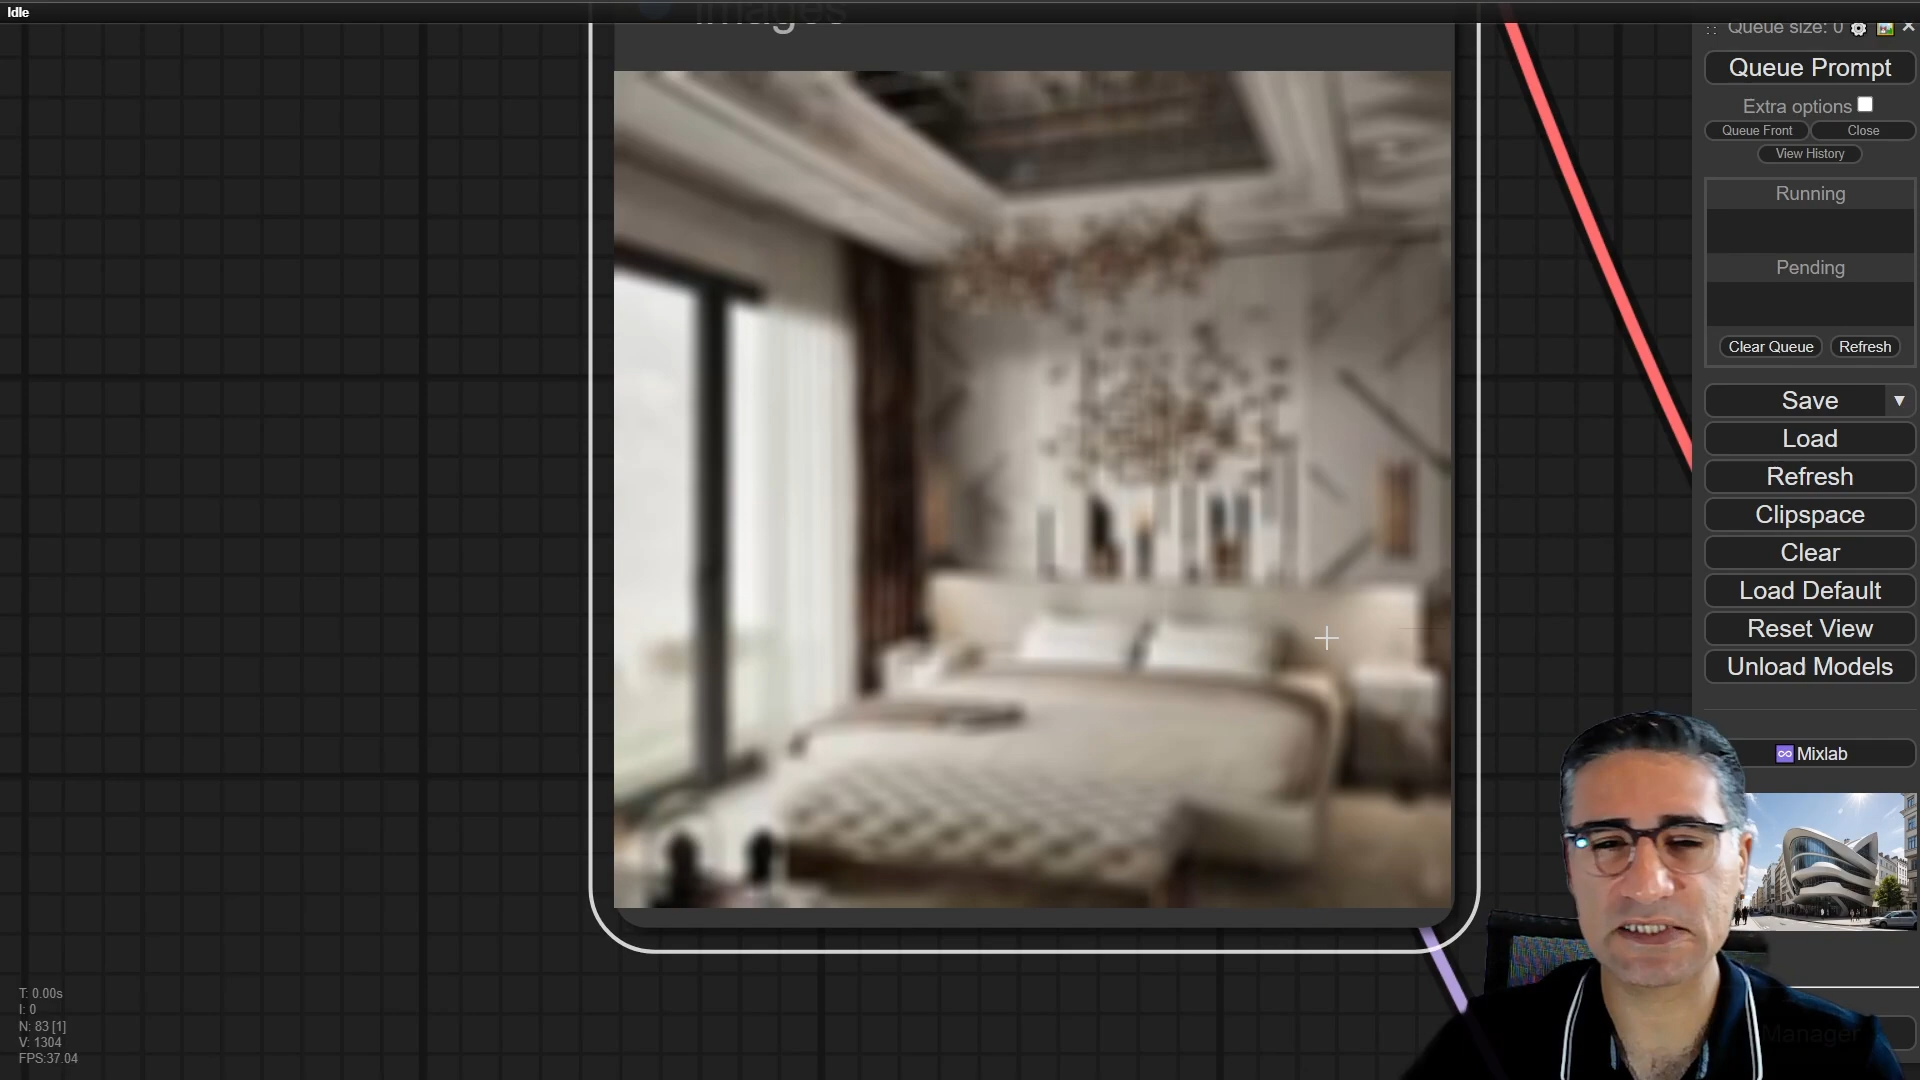 Idle
images
Queue size: 0
Queue Prompt
Extra options
Queue Front
Close
View History
Running
Pending
Clear Queue
Refresh
Save ▼
Load
Refresh
Clipspace
Clear
Load Default
Reset View
Unload Models
Mixlab
Manager
T: 0.00s
I: 0
N: 83 [1]
V: 1304
FPS:37.04